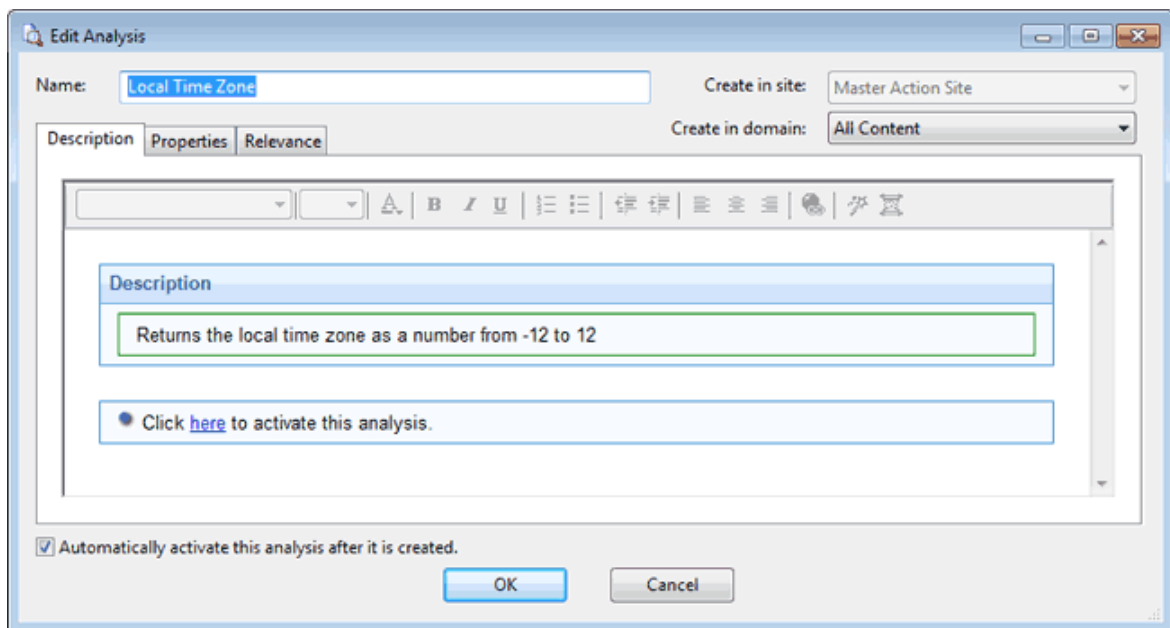 Edit Analysis
Name: Local Time Zone Create in site: Master Action Site
Create in domain: All Content
Description Properties Relevance
A B I U
Description
Returns the local time zone as a number from -12 to 12
Click here to activate this analysis.
Automatically activate this analysis after it is created.
OK Cancel